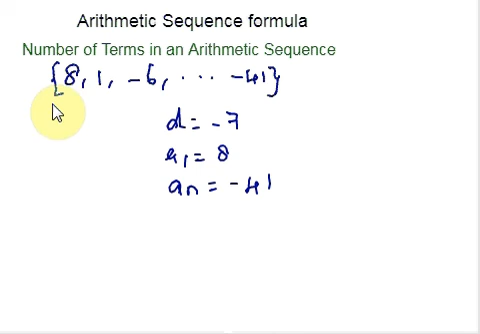 Arithmetic Sequence formula
Number of Terms in an Arithmetic Sequence
{8, 1, -6, ... -41}
d = -7
a1 = 8
an = -41